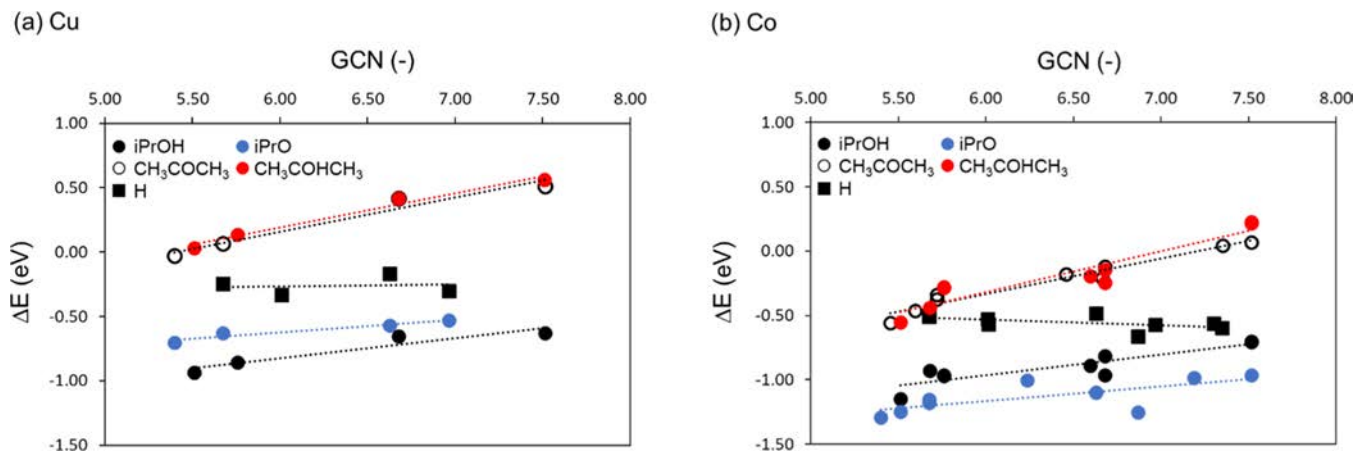 (a) Cu
GCN (-)
5.00 5.50 6.00 6.50 7.00 7.50 8.00
1.00
0.50
0.00
-0.50
-1.00
-1.50
ΔE (eV)
iPrOH iPrO
CH₃COCH₃ CH₃COHCH₃
H
(b) Co
GCN (-)
5.00 5.50 6.00 6.50 7.00 7.50 8.00
1.00
0.50
0.00
-0.50
-1.00
-1.50
ΔE (eV)
iPrOH iPrO
CH₃COCH₃ CH₃COHCH₃
H